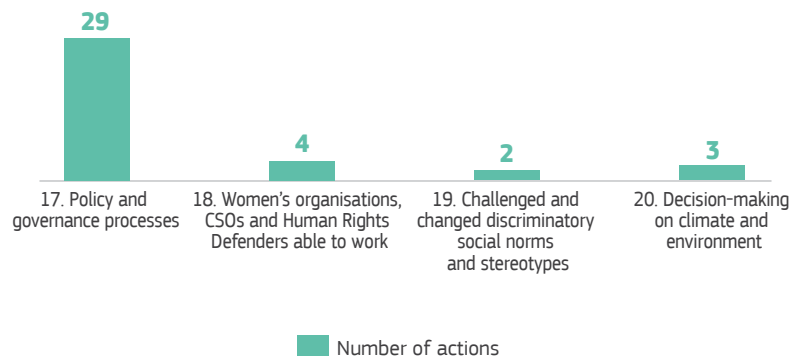 29
4
2
3
17. Policy and
governance processes
18. Women's organisations,
CSOs and Human Rights
Defenders able to work
19. Challenged and
changed discriminatory
social norms
and stereotypes
20. Decision-making
on climate and
environment
Number of actions